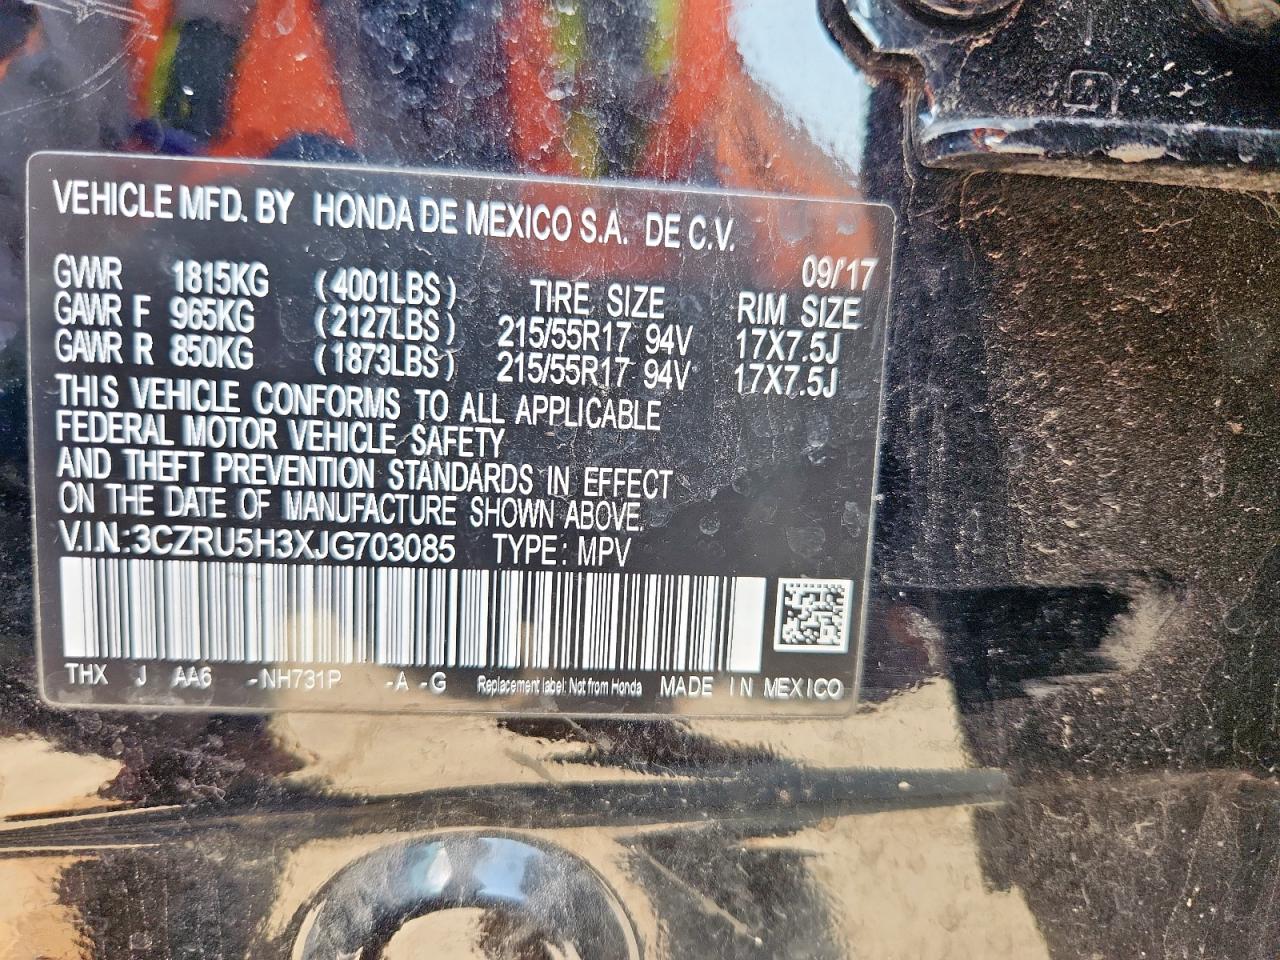 VEHICLE MFD. BY HONDA DE MEXICO S.A. DE C.V.
09/'17
GVWR 1815KG (4001LBS) TIRE SIZE RIM SIZE
GAWR F 965KG (2127LBS) 215/55R17 94V 17X7.5J
GAWR R 850KG (1873LBS) 215/55R17 94V 17X7.5J
THIS VEHICLE CONFORMS TO ALL APPLICABLE
FEDERAL MOTOR VEHICLE SAFETY
AND THEFT PREVENTION STANDARDS IN EFFECT
ON THE DATE OF MANUFACTURE SHOWN ABOVE.
V.I.N.:3CZRU5H3XJG703085 TYPE: MPV
THX J AA6 -NH731P -A -G Replacement label: Not from Honda MADE IN MEXICO